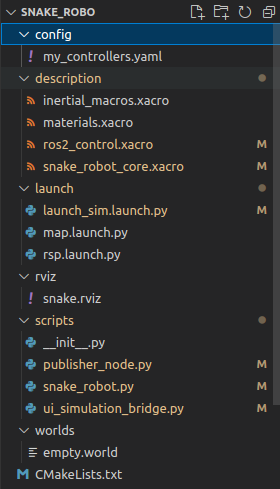 SNAKE_ROBO
config
my_controllers.yaml
description
inertial_macros.xacro
materials.xacro
ros2_control.xacro M
snake_robot_core.xacro M
launch
launch_sim.launch.py M
map.launch.py
rsp.launch.py
rviz
snake.rviz
scripts
__init__.py
publisher_node.py M
snake_robot.py M
ui_simulation_bridge.py M
worlds
empty.world
CMakeLists.txt